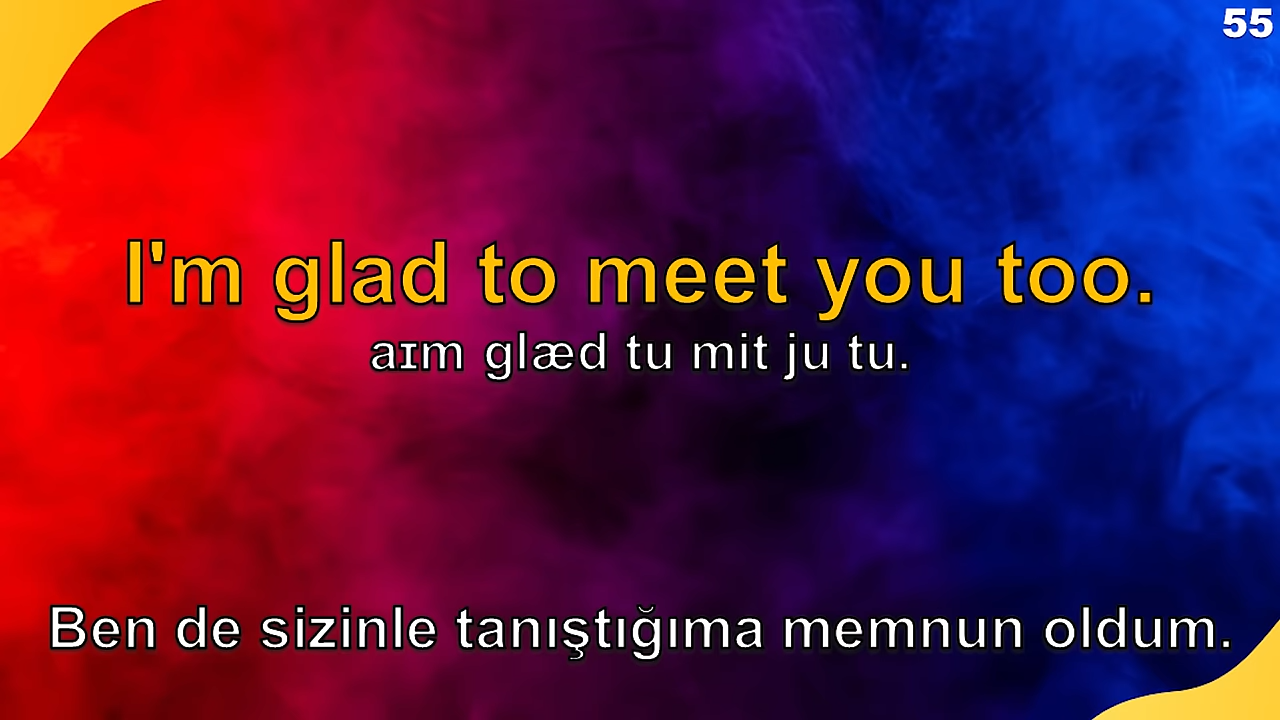 55
I'm glad to meet you too.
aɪm glæd tu mit ju tu.
Ben de sizinle tanıştığıma memnun oldum.